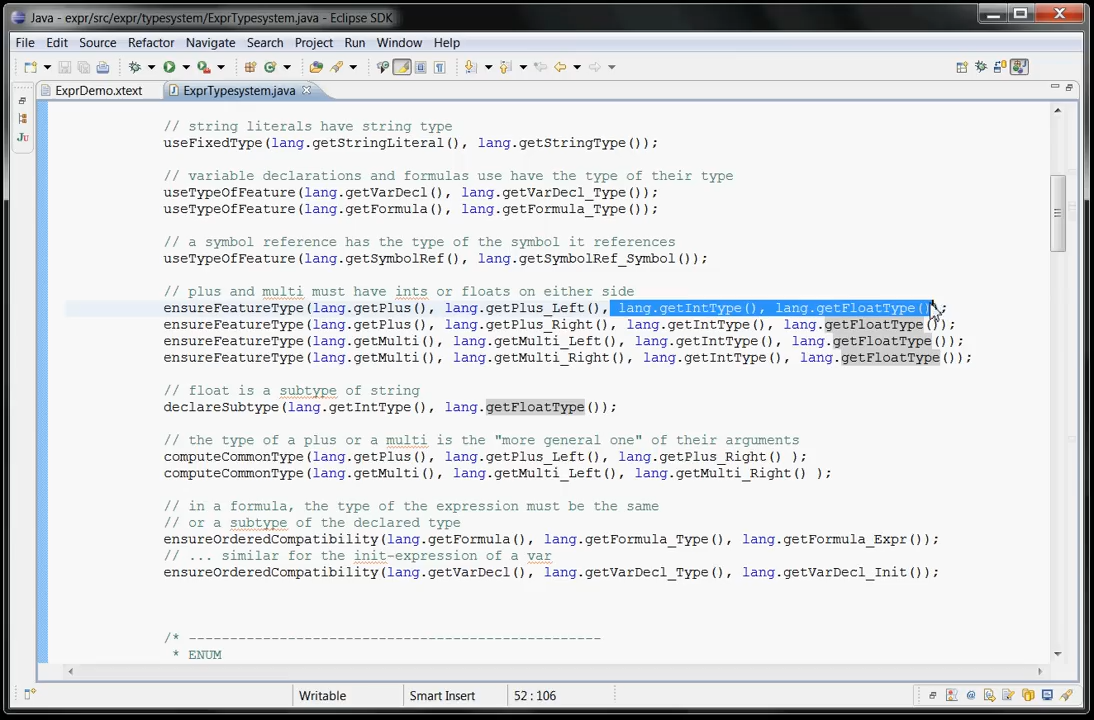 Java - expr/src/expr/typesystem/ExprTypesystem.java - Eclipse SDK
File Edit Source Refactor Navigate Search Project Run Window Help
ExprDemo.xtext ExprTypesystem.java
// string literals have string type
useFixedType(lang.getStringLiteral(), lang.getStringType());
// variable declarations and formulas use have the type of their type
useTypeOfFeature(lang.getVarDecl(), lang.getVarDecl_Type());
useTypeOfFeature(lang.getFormula(), lang.getFormula_Type());
// a symbol reference has the type of the symbol it references
useTypeOfFeature(lang.getSymbolRef(), lang.getSymbolRef_Symbol());
// plus and multi must have ints or floats on either side
ensureFeatureType(lang.getPlus(), lang.getPlus_Left(), lang.getIntType(), lang.getFloatType());
ensureFeatureType(lang.getPlus(), lang.getPlus_Right(), lang.getIntType(), lang.getFloatType());
ensureFeatureType(lang.getMulti(), lang.getMulti_Left(), lang.getIntType(), lang.getFloatType());
ensureFeatureType(lang.getMulti(), lang.getMulti_Right(), lang.getIntType(), lang.getFloatType());
// float is a subtype of string
declareSubtype(lang.getIntType(), lang.getFloatType());
// the type of a plus or a multi is the "more general one" of their arguments
computeCommonType(lang.getPlus(), lang.getPlus_Left(), lang.getPlus_Right() );
computeCommonType(lang.getMulti(), lang.getMulti_Left(), lang.getMulti_Right() );
// in a formula, the type of the expression must be the same
// or a subtype of the declared type
ensureOrderedCompatibility(lang.getFormula(), lang.getFormula_Type(), lang.getFormula_Expr());
// ... similar for the init-expression of a var
ensureOrderedCompatibility(lang.getVarDecl(), lang.getVarDecl_Type(), lang.getVarDecl_Init());
/* --------------------------------------------------
* ENUM
Writable Smart Insert 52 : 106